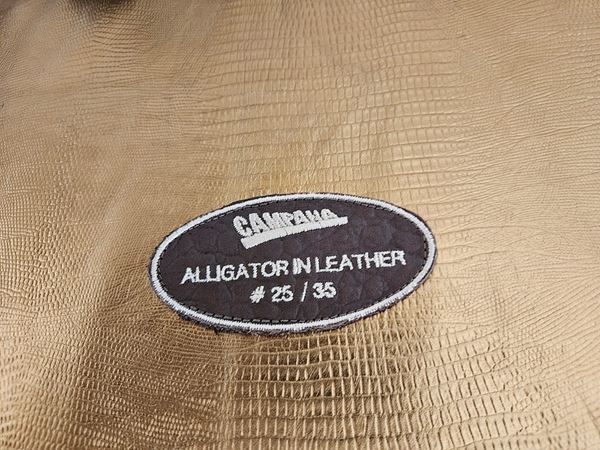 CAMPANA
ALLIGATOR IN LEATHER
# 25 / 35